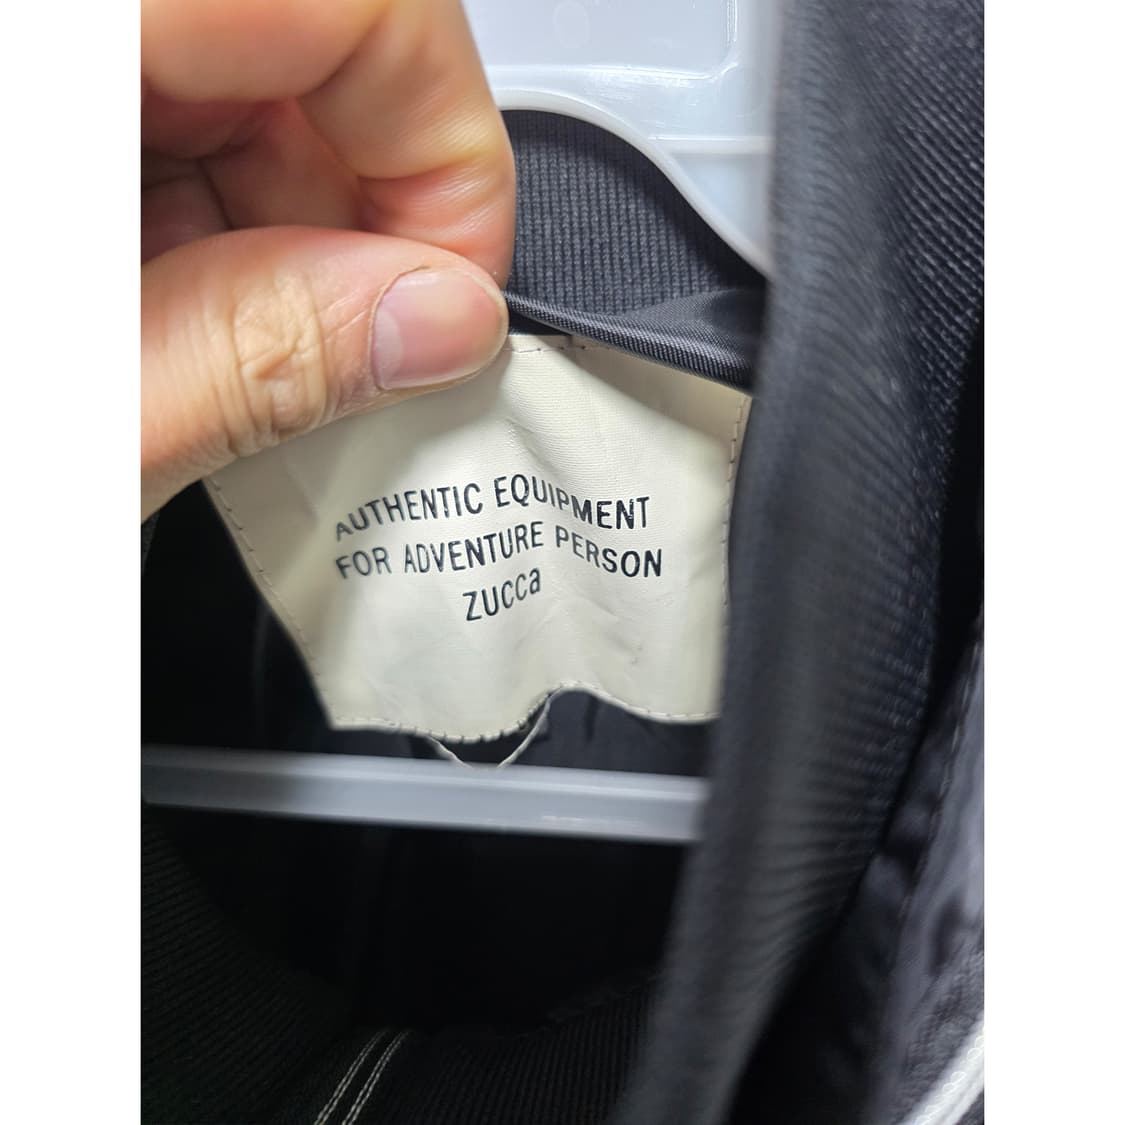 AUTHENTIC EQUIPMENT
FOR ADVENTURE PERSON
ZUCCa